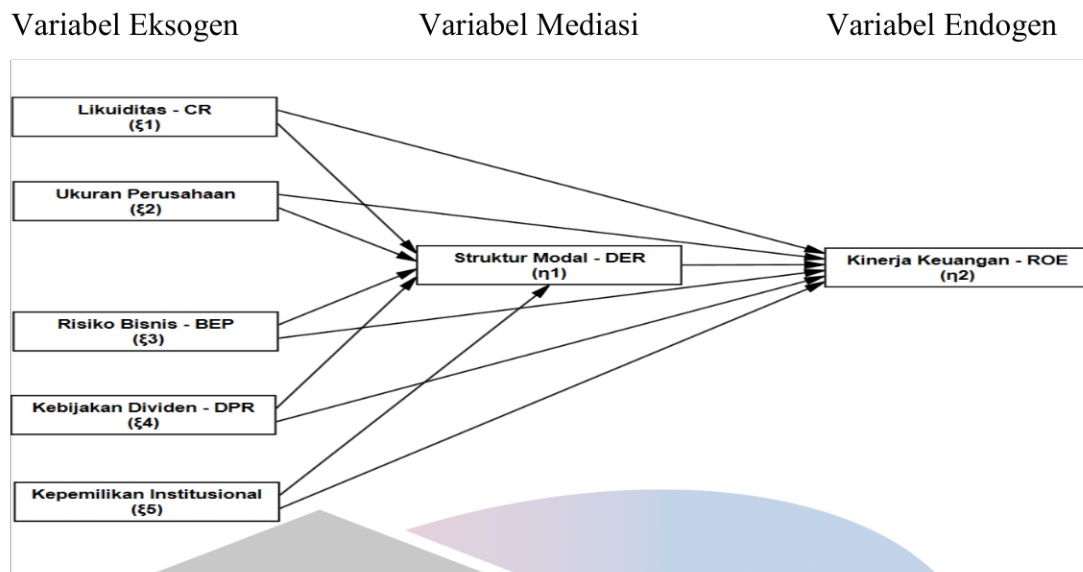 Variabel Eksogen
Variabel Mediasi
Variabel Endogen
Likuiditas - CR
(ξ1)
Ukuran Perusahaan
(ξ2)
Struktur Modal - DER
(η1)
Kinerja Keuangan - ROE
(η2)
Risiko Bisnis - BEP
(ξ3)
Kebijakan Dividen - DPR
(ξ4)
Kepemilikan Institusional
(ξ5)